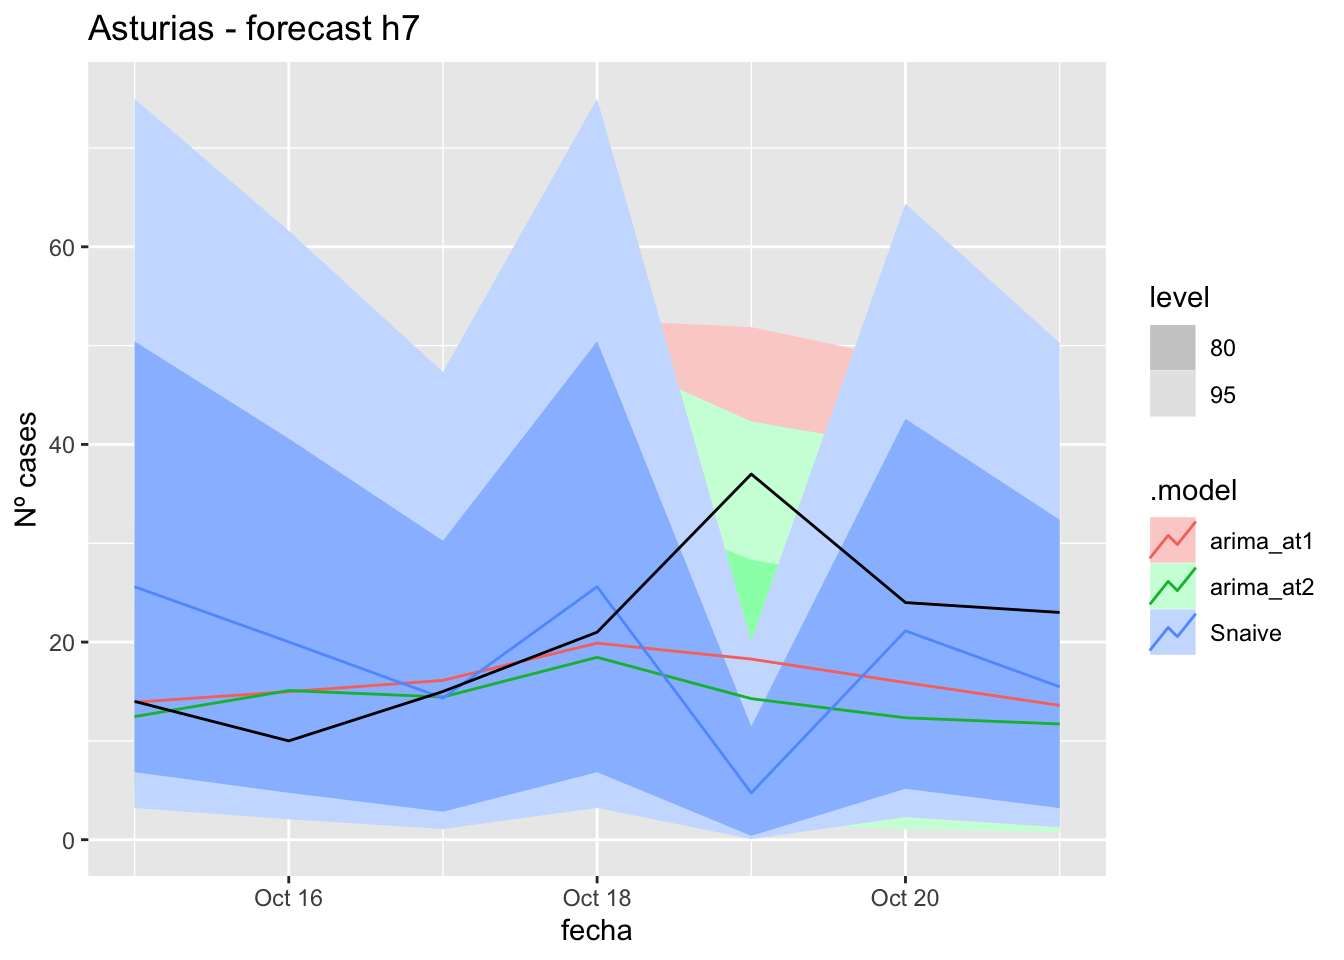 Asturias - forecast h7
Nº cases
60
40
20
0
Oct 16
Oct 18
Oct 20
fecha
level
80
95
.model
arima_at1
arima_at2
Snaive